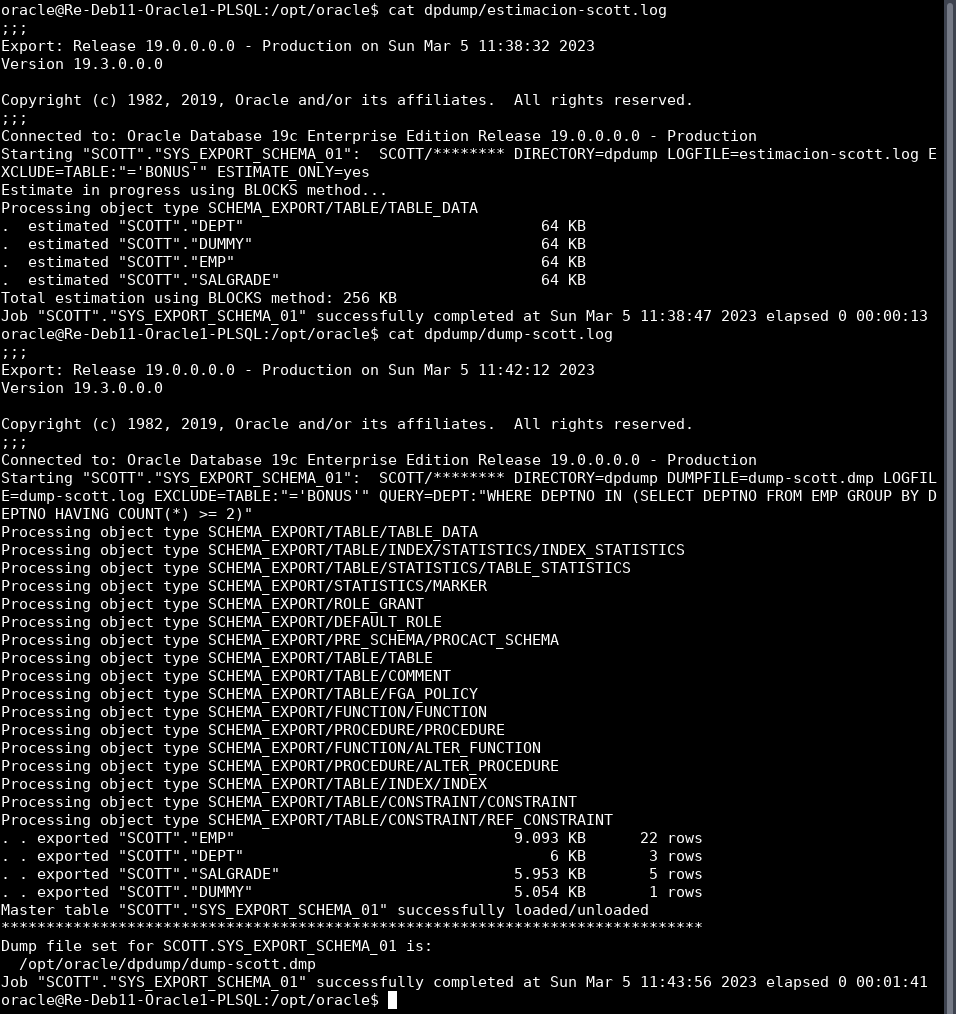 oracle@Re-Deb11-Oracle1-PLSQL:/opt/oracle$ cat dpdump/estimacion-scott.log
;;;
Export: Release 19.0.0.0.0 - Production on Sun Mar 5 11:38:32 2023
Version 19.3.0.0.0

Copyright (c) 1982, 2019, Oracle and/or its affiliates.  All rights reserved.
;;;
Connected to: Oracle Database 19c Enterprise Edition Release 19.0.0.0.0 - Production
Starting "SCOTT"."SYS_EXPORT_SCHEMA_01":  SCOTT/******** DIRECTORY=dpdump LOGFILE=estimacion-scott.log E
XCLUDE=TABLE:"='BONUS'" ESTIMATE_ONLY=yes
Estimate in progress using BLOCKS method...
Processing object type SCHEMA_EXPORT/TABLE/TABLE_DATA
.  estimated "SCOTT"."DEPT"                                 64 KB
.  estimated "SCOTT"."DUMMY"                                64 KB
.  estimated "SCOTT"."EMP"                                  64 KB
.  estimated "SCOTT"."SALGRADE"                             64 KB
Total estimation using BLOCKS method: 256 KB
Job "SCOTT"."SYS_EXPORT_SCHEMA_01" successfully completed at Sun Mar 5 11:38:47 2023 elapsed 0 00:00:13
oracle@Re-Deb11-Oracle1-PLSQL:/opt/oracle$ cat dpdump/dump-scott.log
;;;
Export: Release 19.0.0.0.0 - Production on Sun Mar 5 11:42:12 2023
Version 19.3.0.0.0

Copyright (c) 1982, 2019, Oracle and/or its affiliates.  All rights reserved.
;;;
Connected to: Oracle Database 19c Enterprise Edition Release 19.0.0.0.0 - Production
Starting "SCOTT"."SYS_EXPORT_SCHEMA_01":  SCOTT/******** DIRECTORY=dpdump DUMPFILE=dump-scott.dmp LOGFIL
E=dump-scott.log EXCLUDE=TABLE:"='BONUS'" QUERY=DEPT:"WHERE DEPTNO IN (SELECT DEPTNO FROM EMP GROUP BY D
EPTNO HAVING COUNT(*) >= 2)"
Processing object type SCHEMA_EXPORT/TABLE/TABLE_DATA
Processing object type SCHEMA_EXPORT/TABLE/INDEX/STATISTICS/INDEX_STATISTICS
Processing object type SCHEMA_EXPORT/TABLE/STATISTICS/TABLE_STATISTICS
Processing object type SCHEMA_EXPORT/STATISTICS/MARKER
Processing object type SCHEMA_EXPORT/ROLE_GRANT
Processing object type SCHEMA_EXPORT/DEFAULT_ROLE
Processing object type SCHEMA_EXPORT/PRE_SCHEMA/PROCACT_SCHEMA
Processing object type SCHEMA_EXPORT/TABLE/TABLE
Processing object type SCHEMA_EXPORT/TABLE/COMMENT
Processing object type SCHEMA_EXPORT/TABLE/FGA_POLICY
Processing object type SCHEMA_EXPORT/FUNCTION/FUNCTION
Processing object type SCHEMA_EXPORT/PROCEDURE/PROCEDURE
Processing object type SCHEMA_EXPORT/FUNCTION/ALTER_FUNCTION
Processing object type SCHEMA_EXPORT/PROCEDURE/ALTER_PROCEDURE
Processing object type SCHEMA_EXPORT/TABLE/INDEX/INDEX
Processing object type SCHEMA_EXPORT/TABLE/CONSTRAINT/CONSTRAINT
Processing object type SCHEMA_EXPORT/TABLE/CONSTRAINT/REF_CONSTRAINT
. . exported "SCOTT"."EMP"                               9.093 KB      22 rows
. . exported "SCOTT"."DEPT"                                  6 KB       3 rows
. . exported "SCOTT"."SALGRADE"                          5.953 KB       5 rows
. . exported "SCOTT"."DUMMY"                             5.054 KB       1 rows
Master table "SCOTT"."SYS_EXPORT_SCHEMA_01" successfully loaded/unloaded
******************************************************************************
Dump file set for SCOTT.SYS_EXPORT_SCHEMA_01 is:
  /opt/oracle/dpdump/dump-scott.dmp
Job "SCOTT"."SYS_EXPORT_SCHEMA_01" successfully completed at Sun Mar 5 11:43:56 2023 elapsed 0 00:01:41
oracle@Re-Deb11-Oracle1-PLSQL:/opt/oracle$